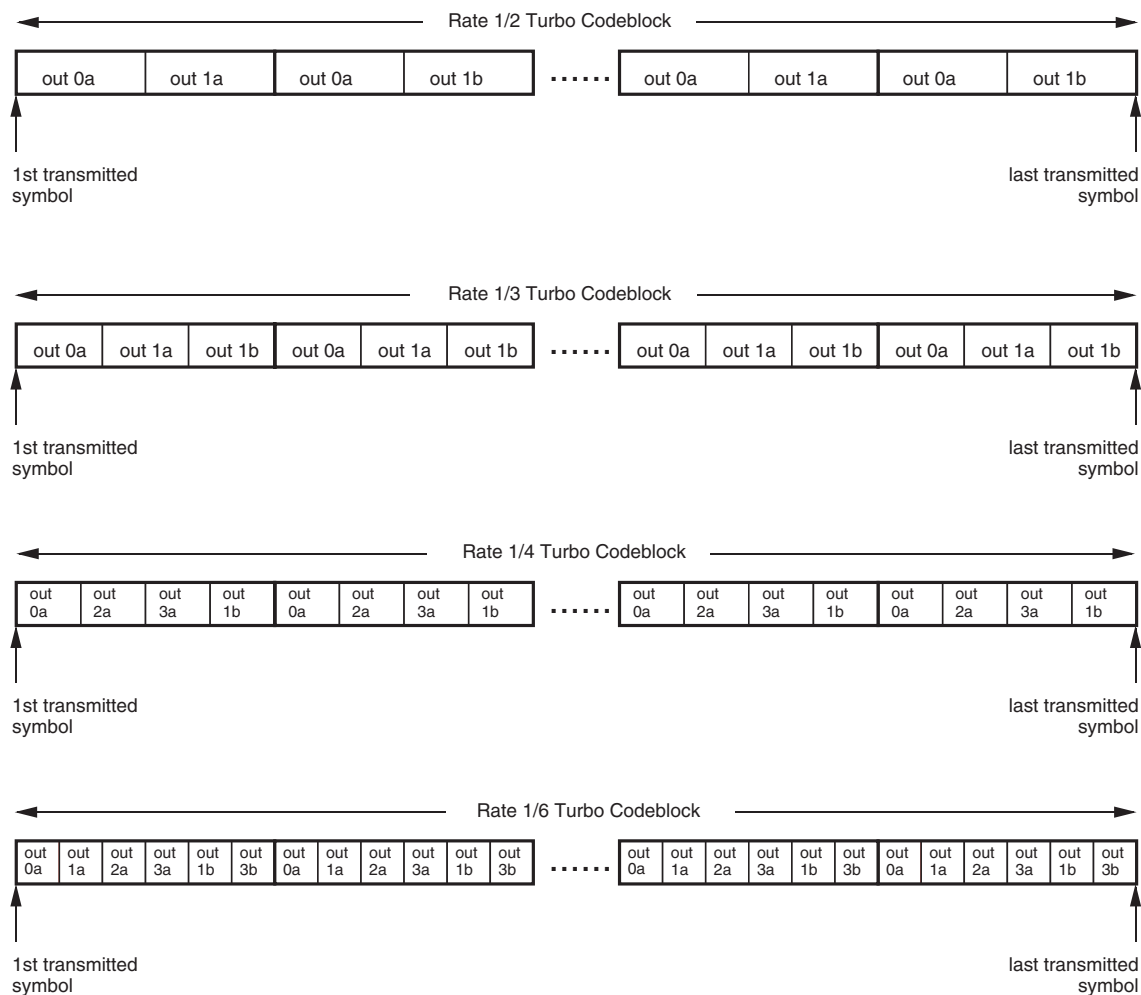 Rate 1/2 Turbo Codeblock
out 0a out 1a out 0a out 1b ...... out 0a out 1a out 0a out 1b
1st transmitted symbol
last transmitted symbol
Rate 1/3 Turbo Codeblock
out 0a out 1a out 1b out 0a out 1a out 1b ...... out 0a out 1a out 1b out 0a out 1a out 1b
1st transmitted symbol
last transmitted symbol
Rate 1/4 Turbo Codeblock
out 0a out 2a out 3a out 1b out 0a out 2a out 3a out 1b ...... out 0a out 2a out 3a out 1b out 0a out 2a out 3a out 1b
1st transmitted symbol
last transmitted symbol
Rate 1/6 Turbo Codeblock
out 0a out 1a out 2a out 3a out 1b out 3b out 0a out 1a out 2a out 3a out 1b out 3b ...... out 0a out 1a out 2a out 3a out 1b out 3b out 0a out 1a out 2a out 3a out 1b out 3b
1st transmitted symbol
last transmitted symbol